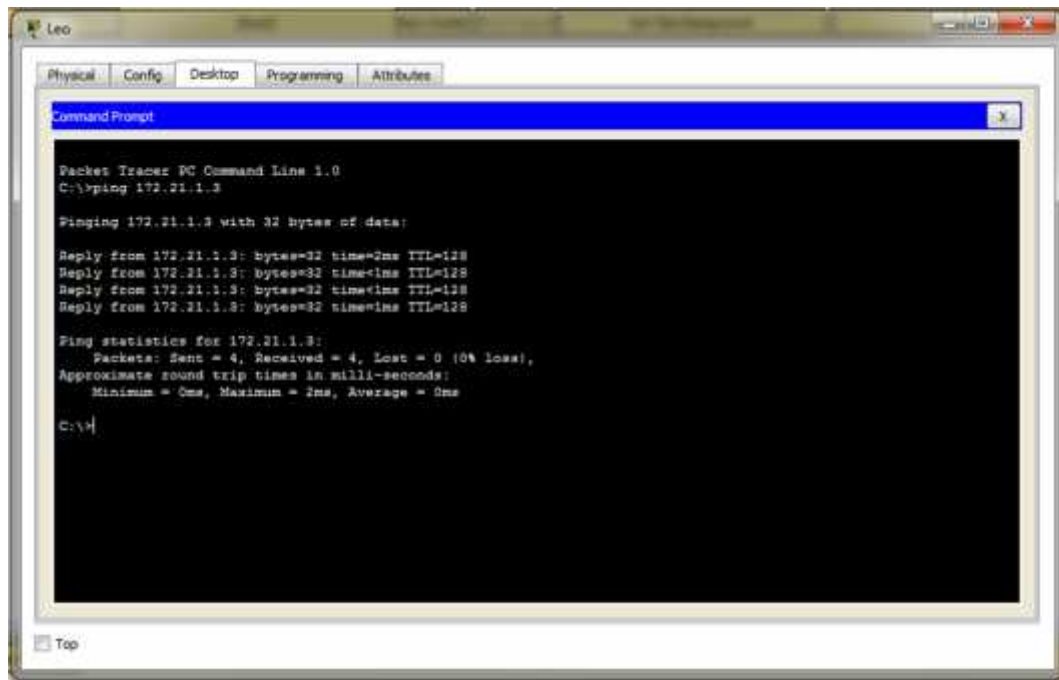 Leo
Physical Config Desktop Programming Attributes
Command Prompt
X
Packet Tracer PC Command Line 1.0
C:\>ping 172.21.1.3
Pinging 172.21.1.3 with 32 bytes of data:
Reply from 172.21.1.3: bytes=32 time=2ms TTL=128
Reply from 172.21.1.3: bytes=32 time<1ms TTL=128
Reply from 172.21.1.3: bytes=32 time<1ms TTL=128
Reply from 172.21.1.3: bytes=32 time=1ms TTL=128
Ping statistics for 172.21.1.3:
Packets: Sent = 4, Received = 4, Lost = 0 (0% loss),
Approximate round trip times in milli-seconds:
Minimum = 0ms, Maximum = 2ms, Average = 0ms
C:\>
Top